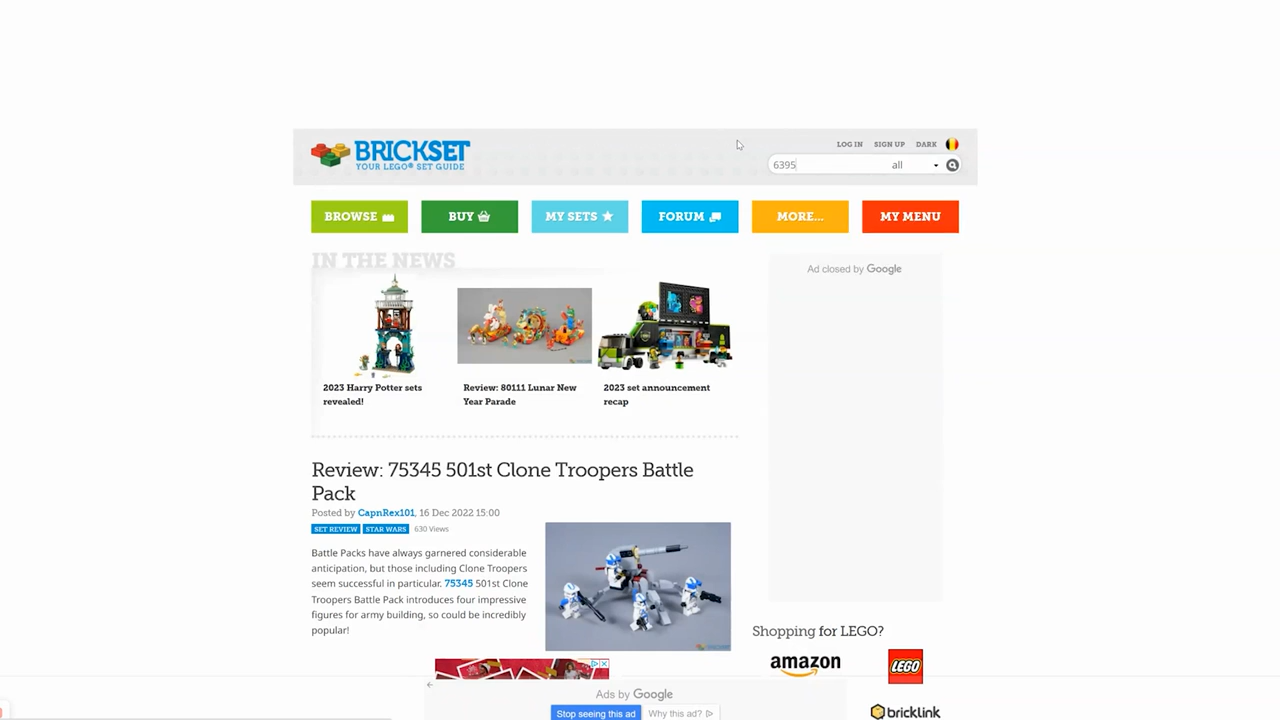 BRICKSET
YOUR LEGO® SET GUIDE
LOG IN
SIGN UP
DARK
6395
all
BROWSE
BUY
MY SETS
FORUM
MORE...
MY MENU
IN THE NEWS
2023 Harry Potter sets
revealed!
Review: 80111 Lunar New
Year Parade
2023 set announcement
recap
Ad closed by Google
Review: 75345 501st Clone Troopers Battle
Pack
Posted by CapnRex101, 16 Dec 2022 15:00
SET REVIEW
STAR WARS
630 Views
Battle Packs have always garnered considerable
anticipation, but those including Clone Troopers
seem successful in particular. 75345 501st Clone
Troopers Battle Pack introduces four impressive
figures for army building, so could be incredibly
popular!
Shopping for LEGO?
amazon
LEGO
bricklink
Ads by Google
Stop seeing this ad
Why this ad?